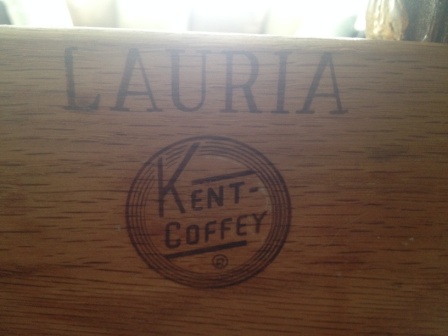 LAURIA
KENT-
COFFEY
®